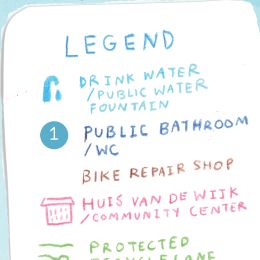 LEGEND
DRINK WATER
/PUBLIC WATER
FOUNTAIN
1 PUBLIC BATHROOM
/WC
BIKE REPAIR SHOP
HUIS VAN DE WIJK
/COMMUNITY CENTER
PROTECTED